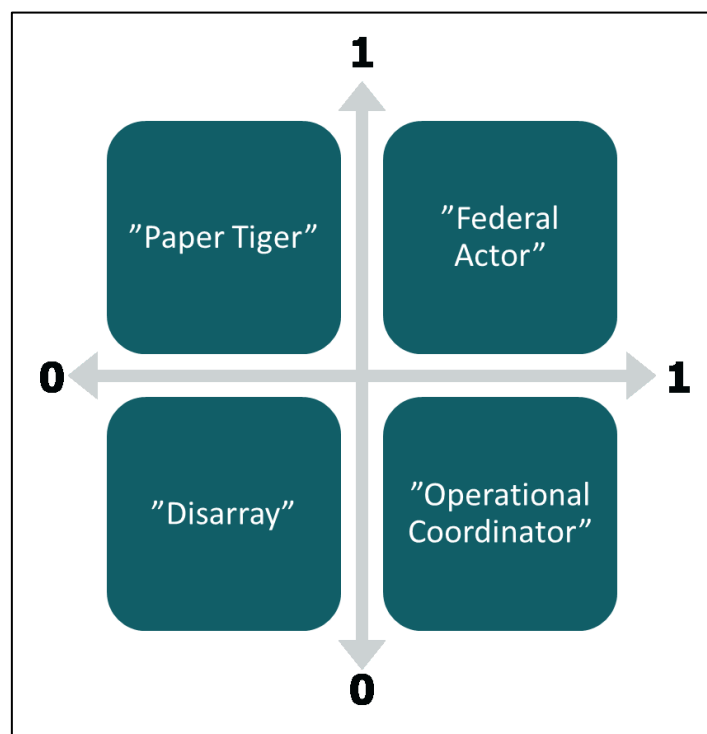 1
”Paper Tiger”
”Federal
Actor”
0
1
”Disarray”
”Operational
Coordinator”
0